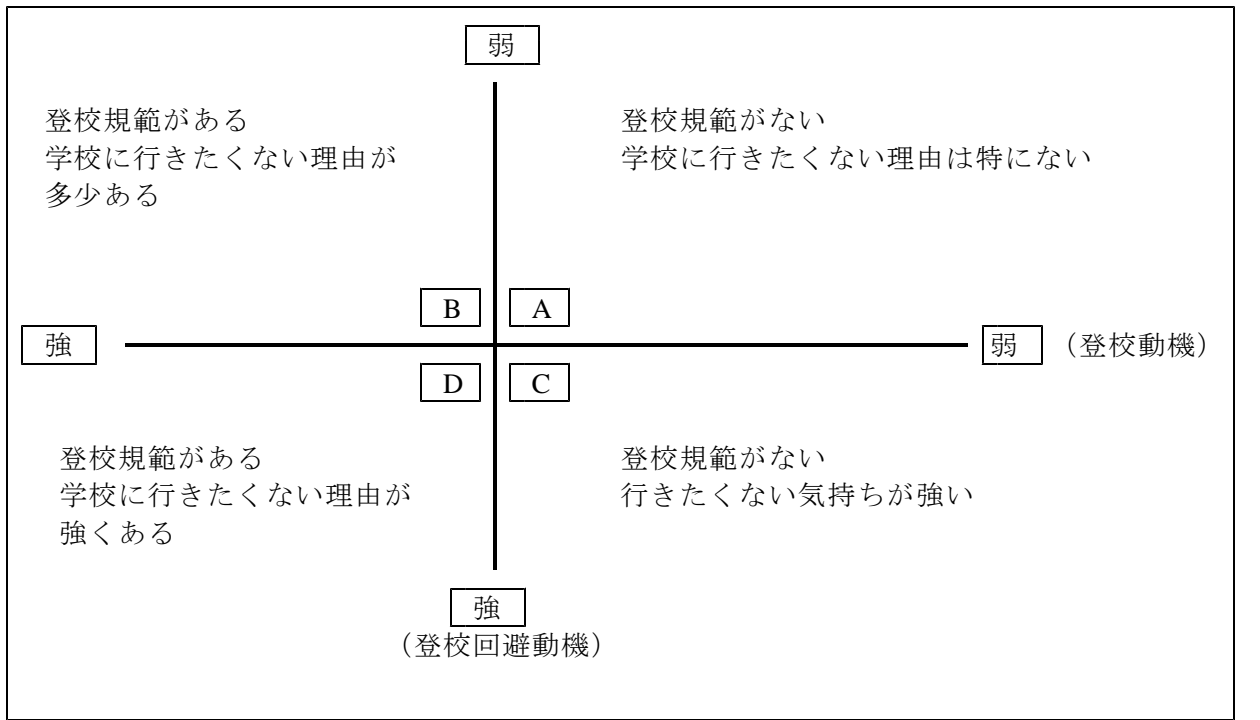 弱
登校規範がある
学校に行きたくない理由が
多少ある
登校規範がない
学校に行きたくない理由は特にない
B
A
強
弱
（登校動機）
D
C
登校規範がある
学校に行きたくない理由が
強くある
登校規範がない
行きたくない気持ちが強い
強
（登校回避動機）